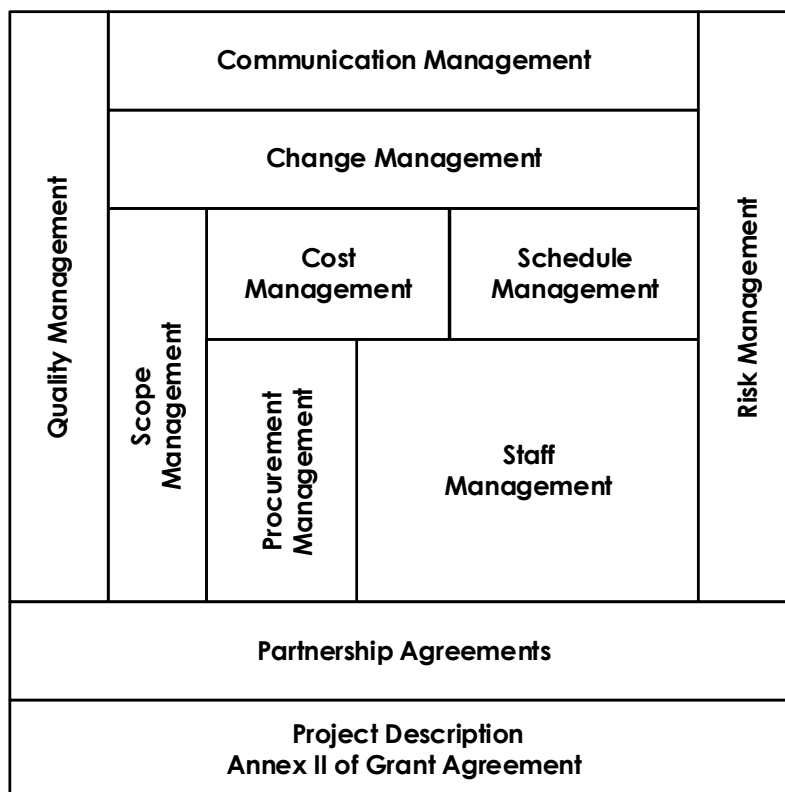 Communication Management
Change Management
Quality Management
Risk Management
Cost
Management
Schedule
Management
Scope
Management
Procurement
Management
Staff
Management
Partnership Agreements
Project Description
Annex II of Grant Agreement